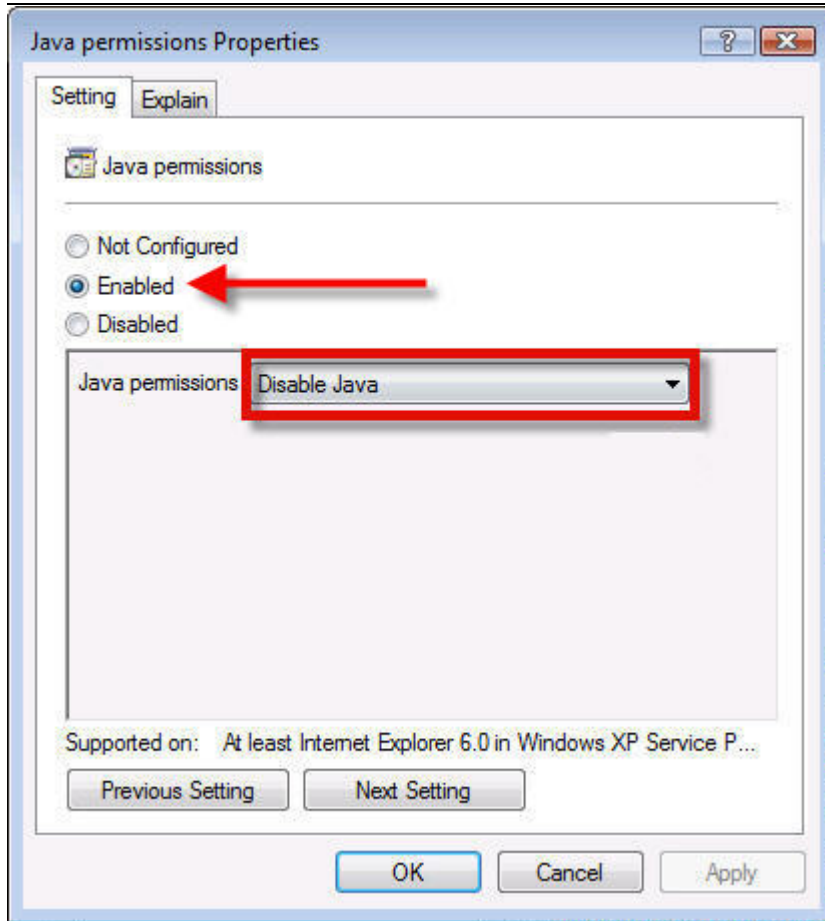 Java permissions Properties
Setting Explain
Java permissions
Not Configured
Enabled
Disabled
Java permissions Disable Java
Supported on: At least Internet Explorer 6.0 in Windows XP Service P...
Previous Setting Next Setting
OK Cancel Apply